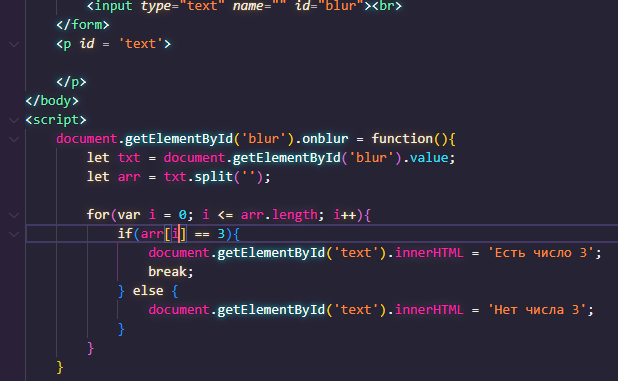 <input type="text" name="" id="blur"><br>
</form>
<p id = 'text'>
</p>
</body>
<script>
document.getElementById('blur').onblur = function(){
let txt = document.getElementById('blur').value;
let arr = txt.split('');
for(var i = 0; i <= arr.length; i++){
if(arr[i] == 3){
document.getElementById('text').innerHTML = 'Есть число 3';
break;
} else {
document.getElementById('text').innerHTML = 'Нет числа 3';
}
}
}